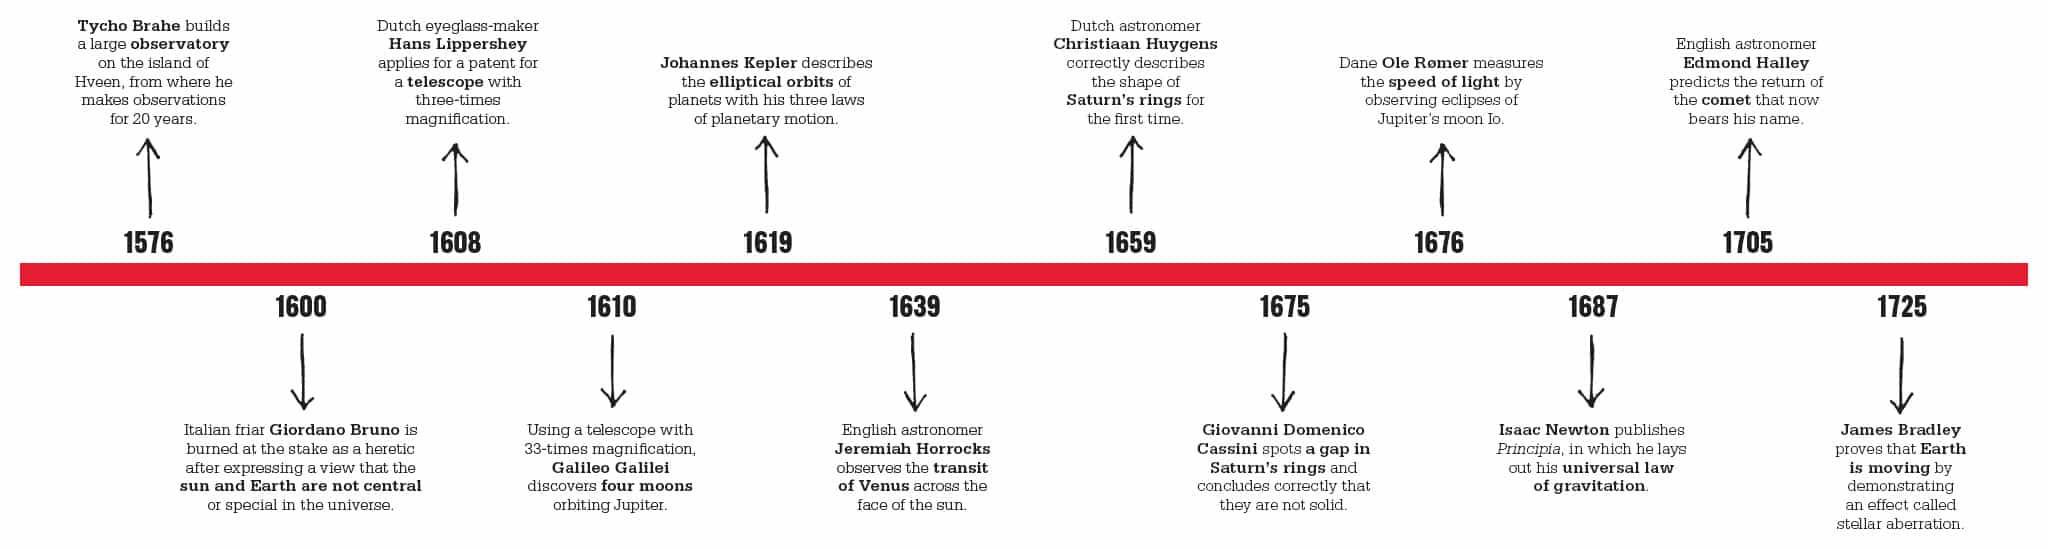 Tycho Brahe builds
a large observatory
on the island of
Hveen, from where he
makes observations
for 20 years.
1576
Dutch eyeglass-maker
Hans Lippershey
applies for a patent for
a telescope with
three-times
magnification.
1608
Johannes Kepler describes
the elliptical orbits of
planets with his three laws
of planetary motion.
1619
Dutch astronomer
Christiaan Huygens
correctly describes
the shape of
Saturn's rings for
the first time.
1659
Dane Ole Rømer measures
the speed of light by
observing eclipses of
Jupiter's moon Io.
1676
English astronomer
Edmond Halley
predicts the return of
the comet that now
bears his name.
1705
1600
Italian friar Giordano Bruno is
burned at the stake as a heretic
after expressing a view that the
sun and Earth are not central
or special in the universe.
1610
Using a telescope with
33-times magnification,
Galileo Galilei
discovers four moons
orbiting Jupiter.
1639
English astronomer
Jeremiah Horrocks
observes the transit
of Venus across the
face of the sun.
1675
Giovanni Domenico
Cassini spots a gap in
Saturn's rings and
concludes correctly that
they are not solid.
1687
Isaac Newton publishes
Principia, in which he lays
out his universal law
of gravitation.
1725
James Bradley
proves that Earth
is moving by
demonstrating
an effect called
stellar aberration.